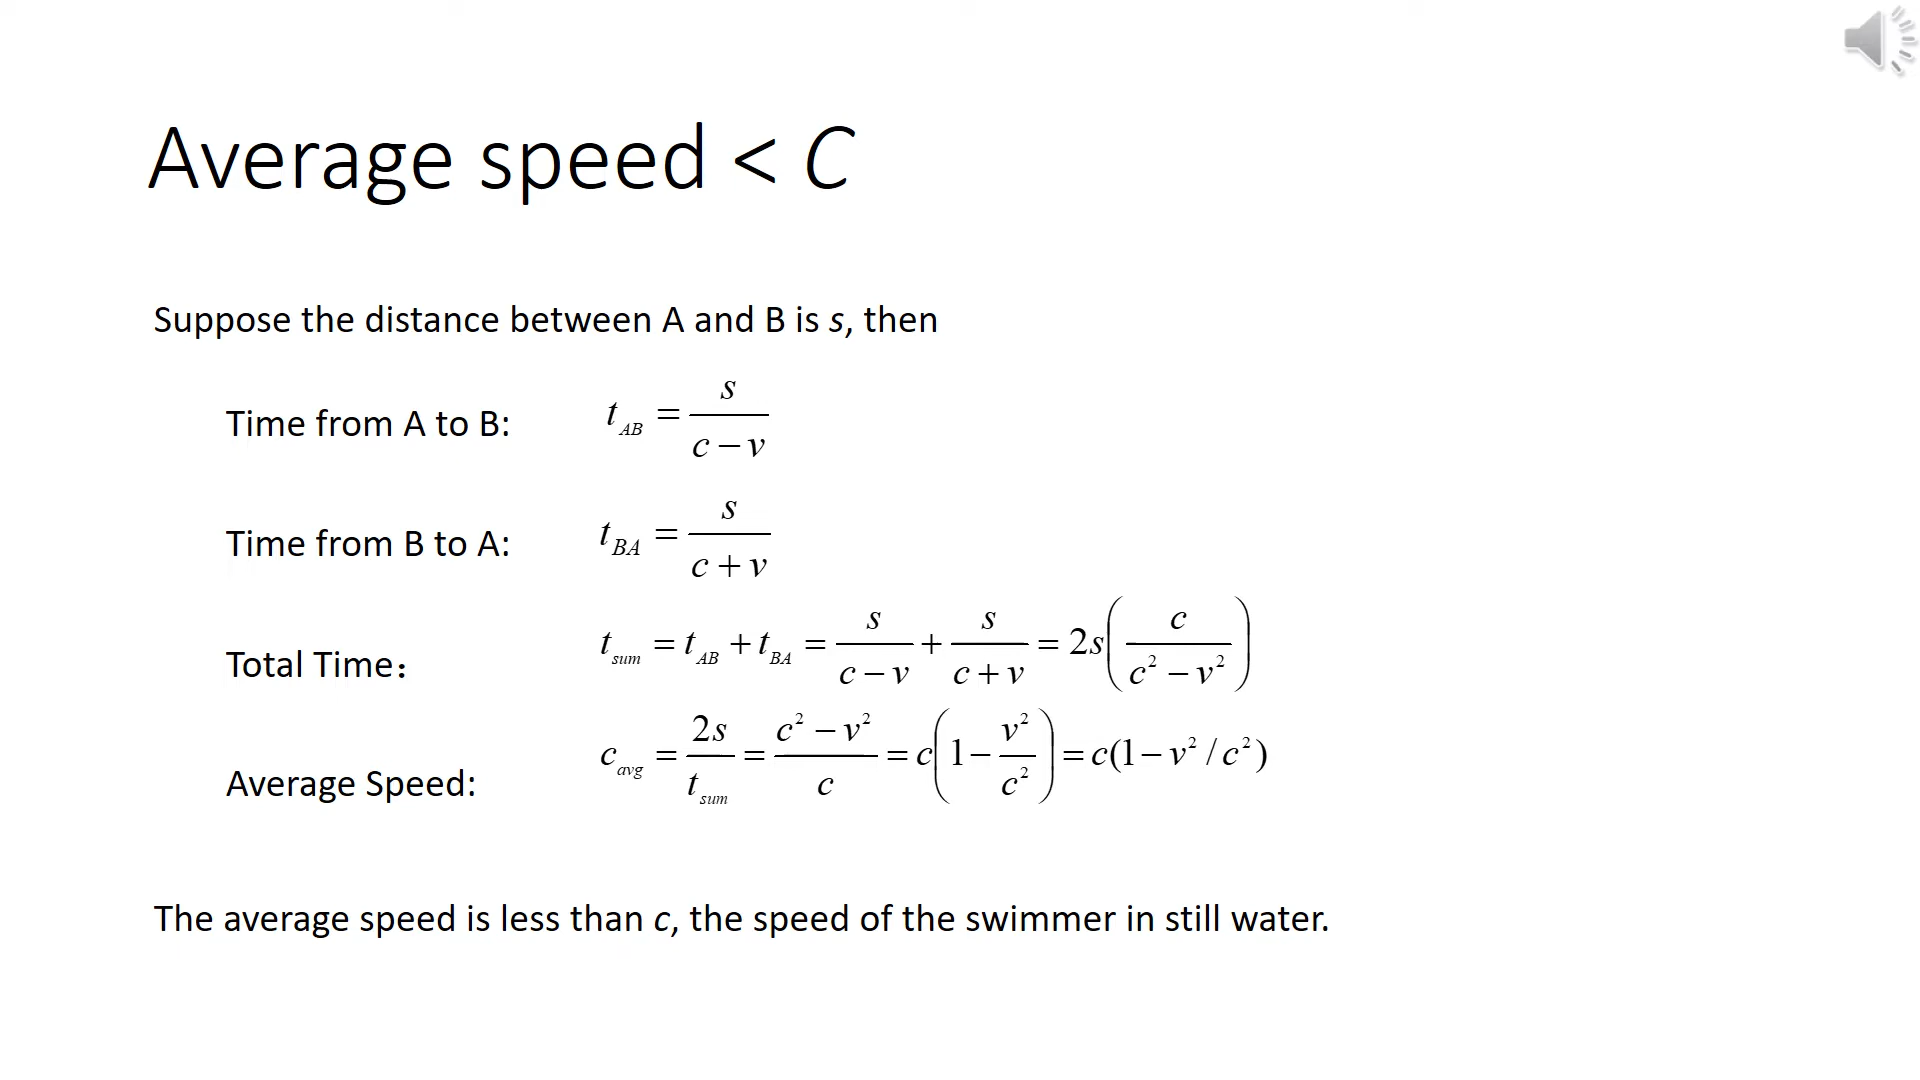 Average speed < C
Suppose the distance between A and B is s, then
Time from A to B: t_AB = s/(c − v)
Time from B to A: t_BA = s/(c + v)
Total Time： t_sum = t_AB + t_BA = s/(c − v) + s/(c + v) = 2s(c/(c² − v²))
Average Speed: c_avg = 2s/t_sum = (c² − v²)/c = c(1 − v²/c²) = c(1 − v² / c²)
The average speed is less than c, the speed of the swimmer in still water.